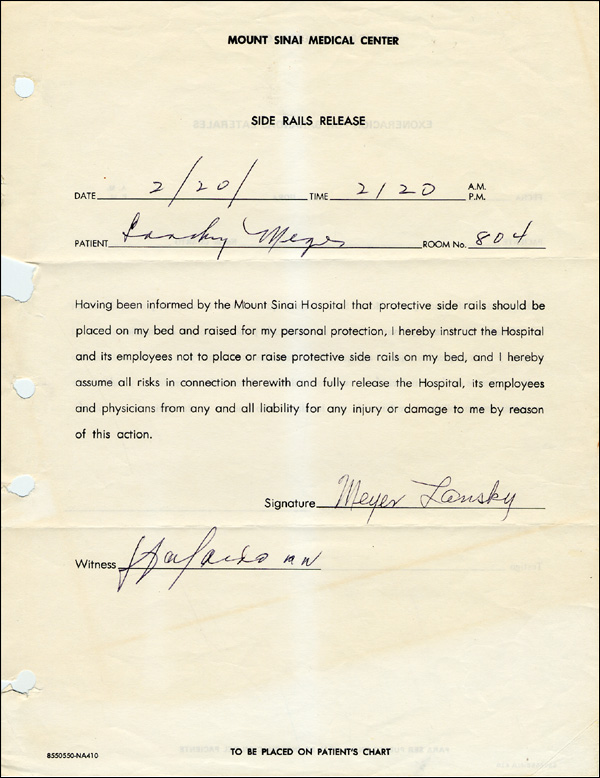 MOUNT SINAI MEDICAL CENTER
SIDE RAILS RELEASE
DATE 2/20/ TIME 2120 A.M. P.M.
PATIENT Lansky Meyer ROOM No. 804
Having been informed by the Mount Sinai Hospital that protective side rails should be
placed on my bed and raised for my personal protection, I hereby instruct the Hospital
and its employees not to place or raise protective side rails on my bed, and I hereby
assume all risks in connection therewith and fully release the Hospital, its employees
and physicians from any and all liability for any injury or damage to me by reason
of this action.
Signature Meyer Lansky
Witness
8550550-NA410
TO BE PLACED ON PATIENT'S CHART